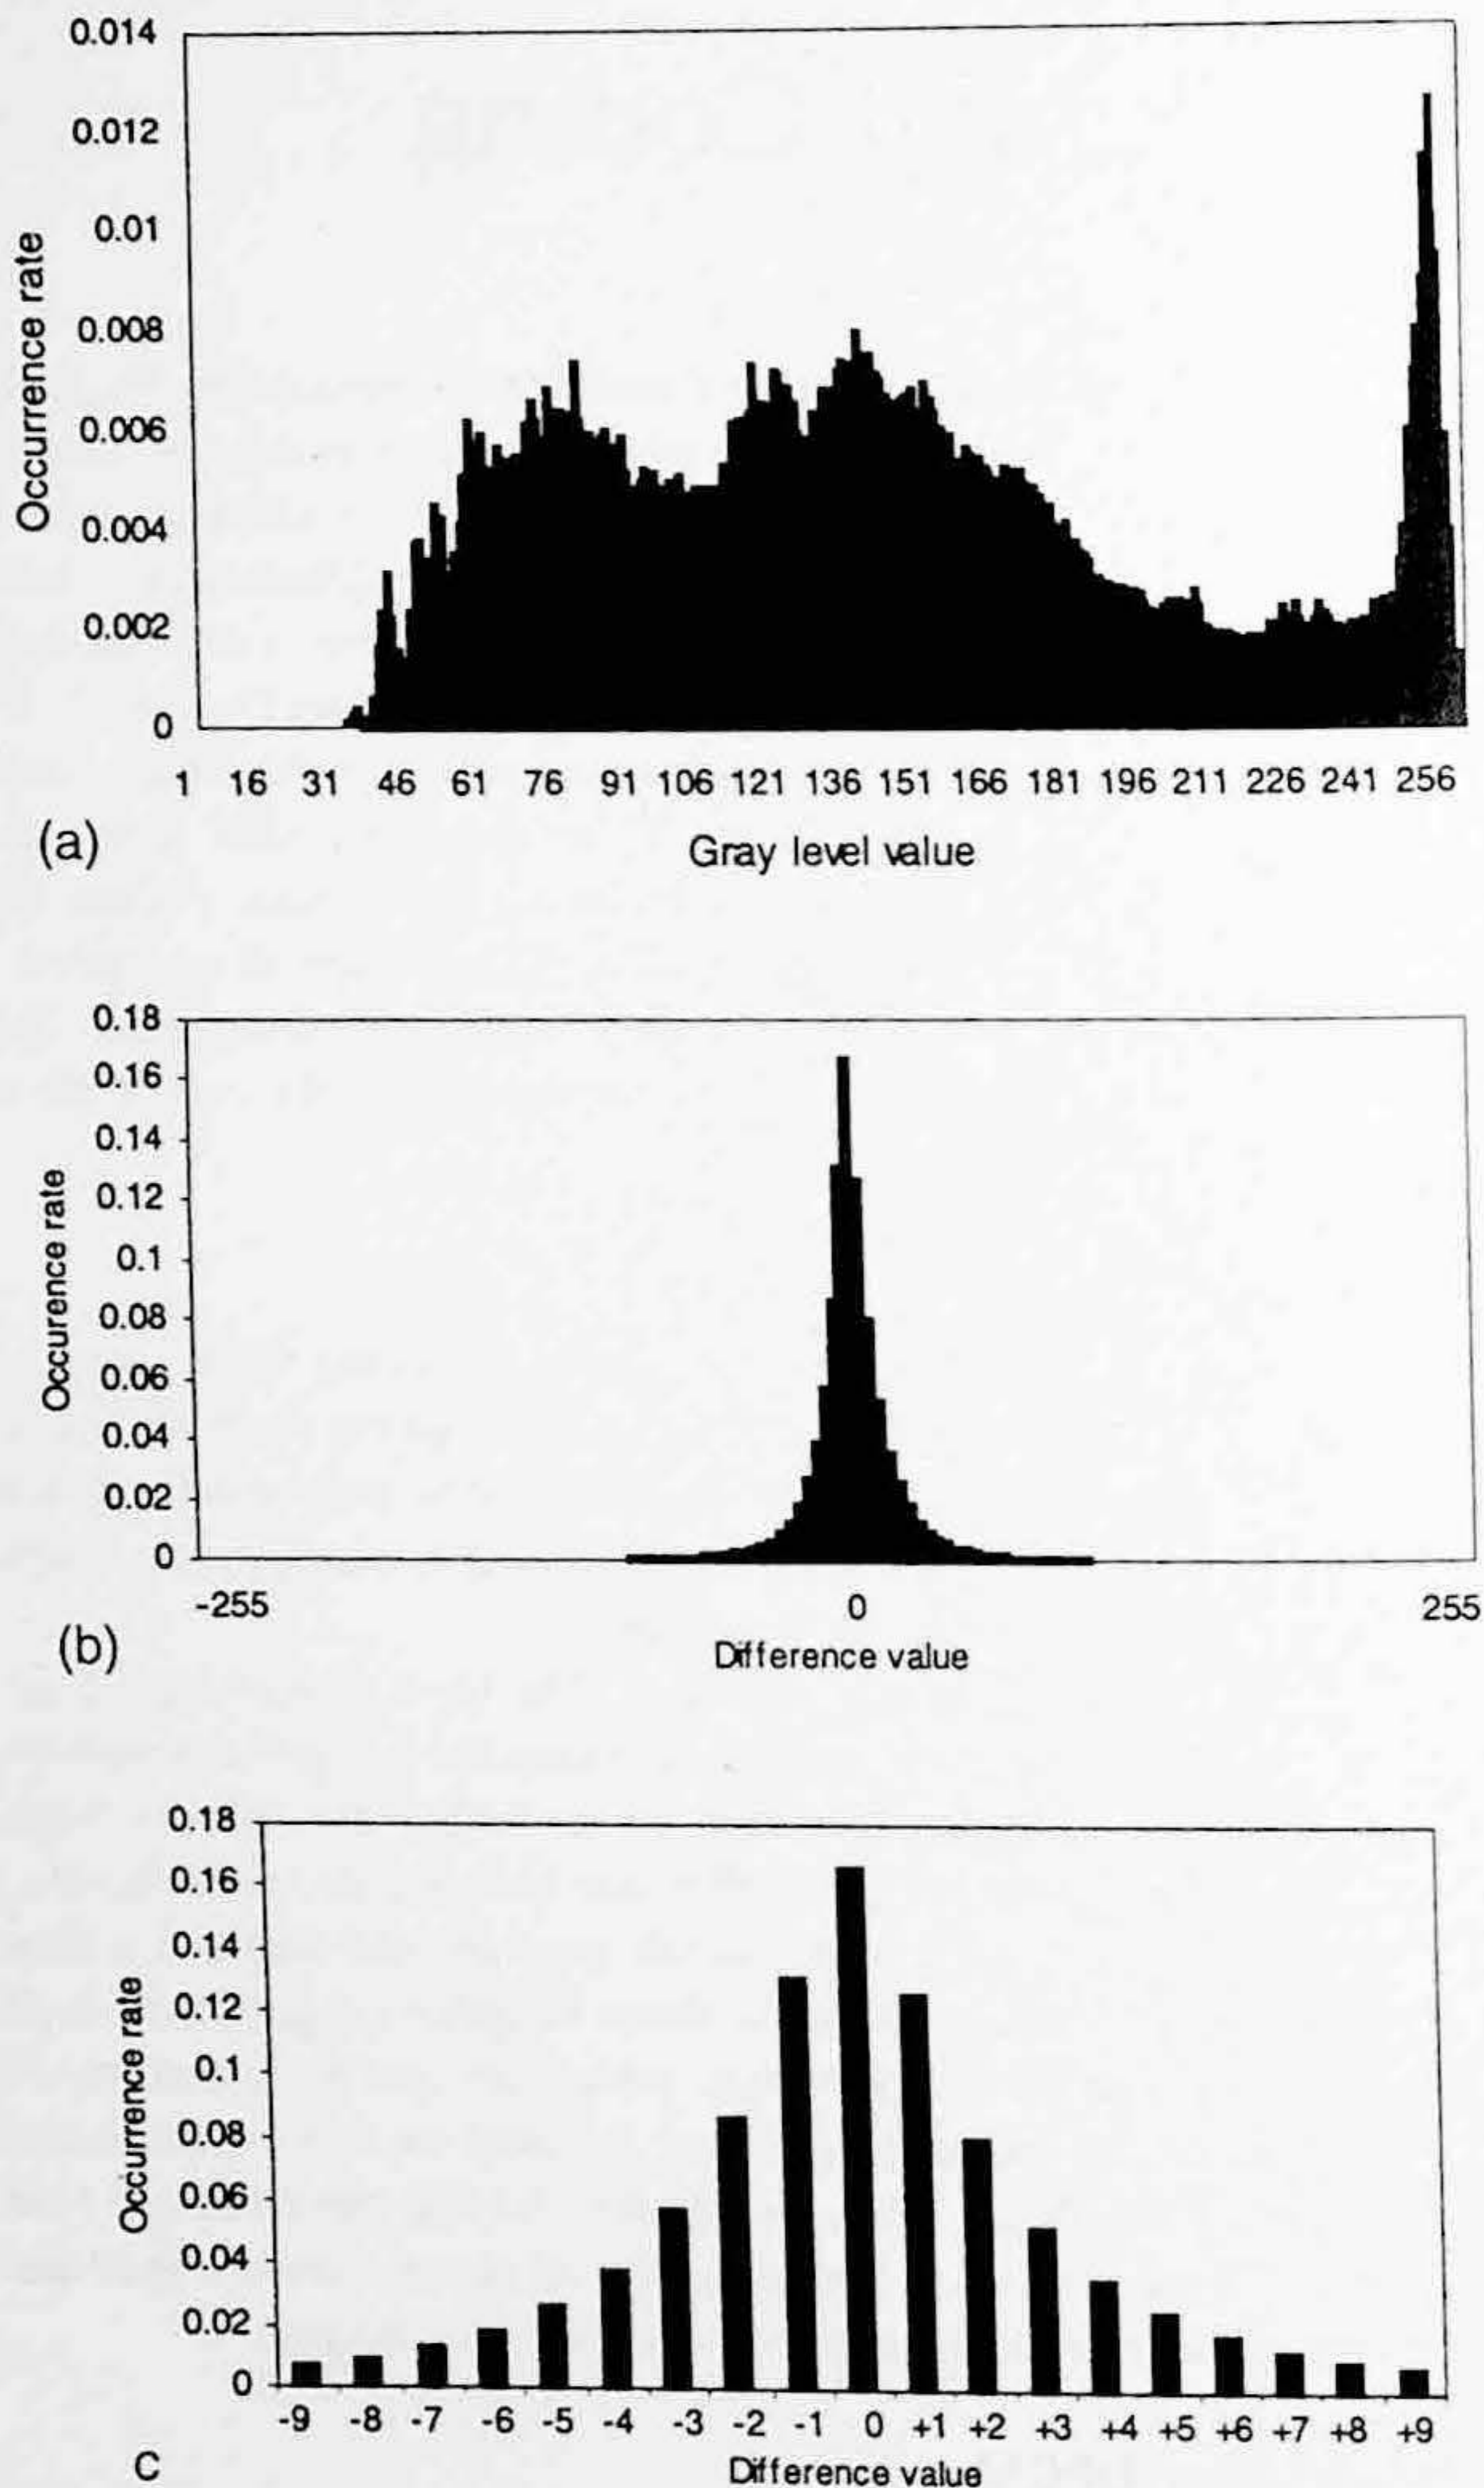 0.014
0.012
0.01
0.008
0.006
0.004
0.002
0
Occurrence rate
1 16 31 46 61 76 91 106 121 136 151 166 181 196 211 226 241 256
(a)
Gray level value
0.18
0.16
0.14
0.12
0.1
0.08
0.06
0.04
0.02
0
Occurence rate
-255 0 255
(b)
Difference value
0.18
0.16
0.14
0.12
0.1
0.08
0.06
0.04
0.02
0
Occurrence rate
-9 -8 -7 -6 -5 -4 -3 -2 -1 0 +1 +2 +3 +4 +5 +6 +7 +8 +9
C
Difference value